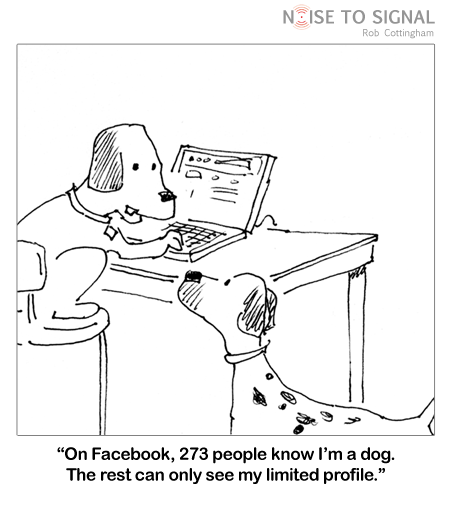 NOISE TO SIGNAL
Rob Cottingham
“On Facebook, 273 people know I’m a dog.
The rest can only see my limited profile.”